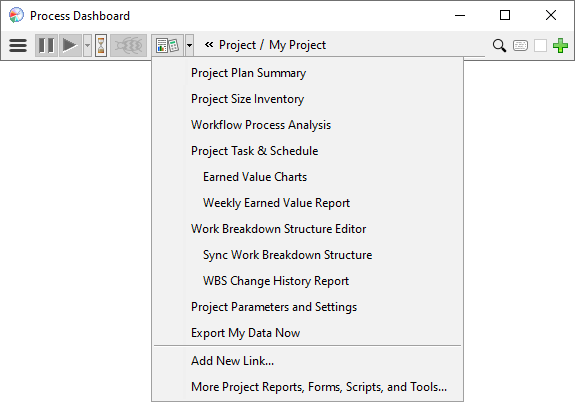 Process Dashboard
« Project / My Project
Project Plan Summary
Project Size Inventory
Workflow Process Analysis
Project Task & Schedule
Earned Value Charts
Weekly Earned Value Report
Work Breakdown Structure Editor
Sync Work Breakdown Structure
WBS Change History Report
Project Parameters and Settings
Export My Data Now
Add New Link...
More Project Reports, Forms, Scripts, and Tools...